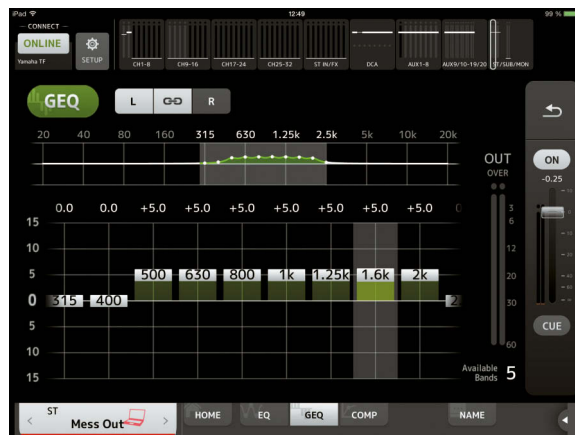 iPad 12:49 99 %
CONNECT
ONLINE
Yamaha TF
SETUP
CH1-8 CH9-16 CH17-24 CH25-32 ST IN/FX DCA AUX1-8 AUX9/10-19/20 ST/SUB/MON
GEQ
L R
20 40 80 160 315 630 1.25k 2.5k 5k 10k 20k
OUT
OVER
ON
-0.25
0.0 0.0 +5.0 +5.0 +5.0 +5.0 +5.0 +5.0 +5.0 0
15
10
5
0
5
10
15
315 400 500 630 800 1k 1.25k 1.6k 2k 2
3
6
12
20
30
60
CUE
Available
Bands 5
ST
Mess Out
HOME EQ GEQ COMP NAME